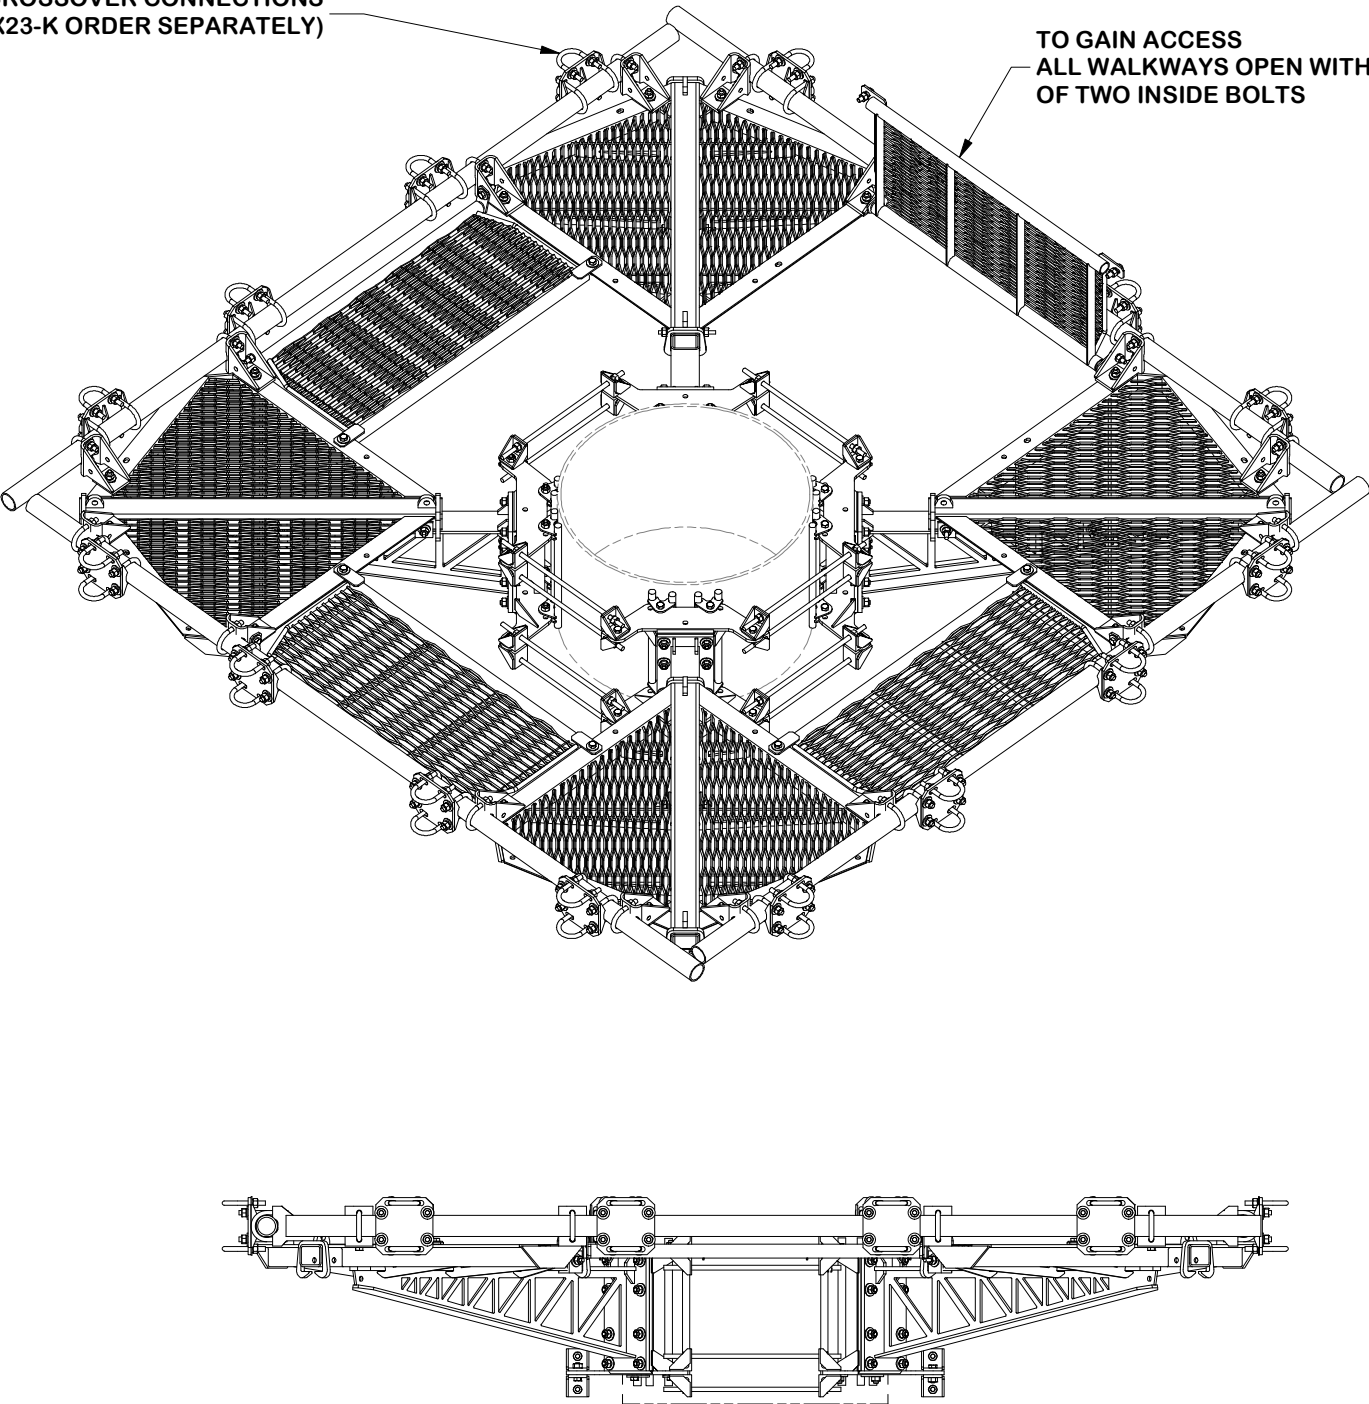 CROSSOVER CONNECTIONS
X23-K ORDER SEPARATELY)
TO GAIN ACCESS
ALL WALKWAYS OPEN WITH
OF TWO INSIDE BOLTS